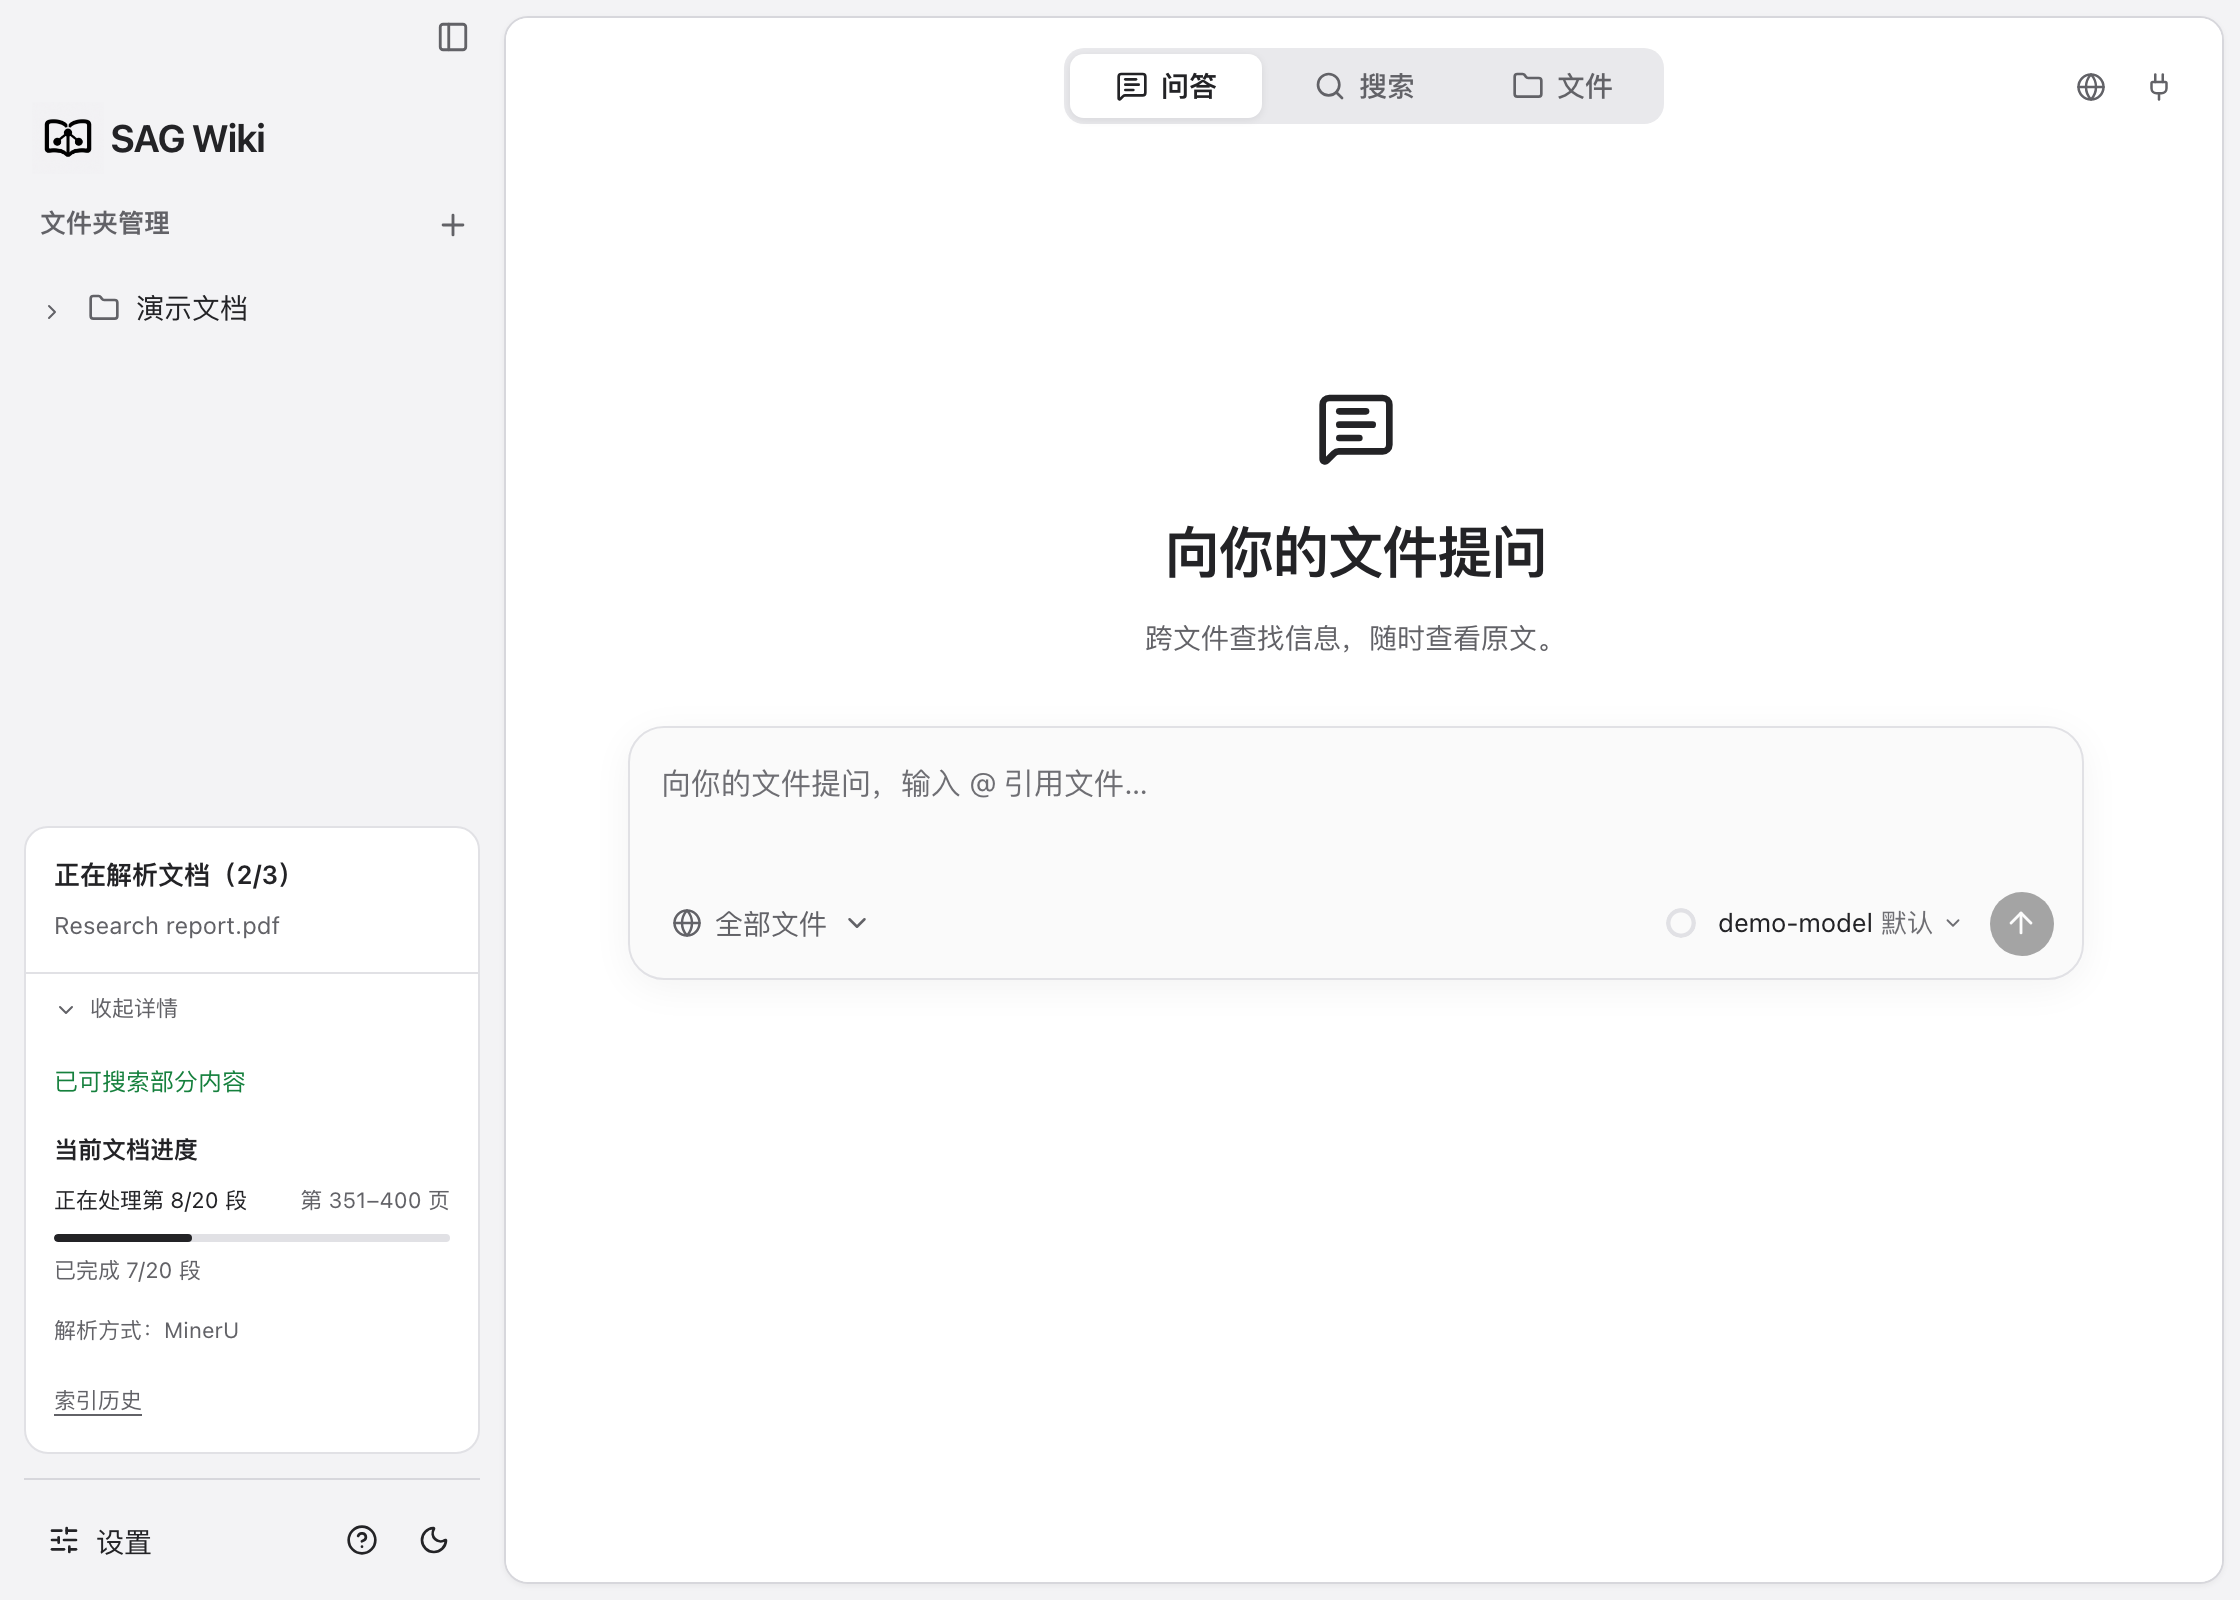 SAG Wiki
文件夹管理
演示文档
正在解析文档（2/3）
Research report.pdf
收起详情
已可搜索部分内容
当前文档进度
正在处理第 8/20 段 第 351–400 页
已完成 7/20 段
解析方式：MinerU
索引历史
设置
问答 搜索 文件
向你的文件提问
跨文件查找信息，随时查看原文。
向你的文件提问，输入 @ 引用文件...
全部文件 demo-model 默认